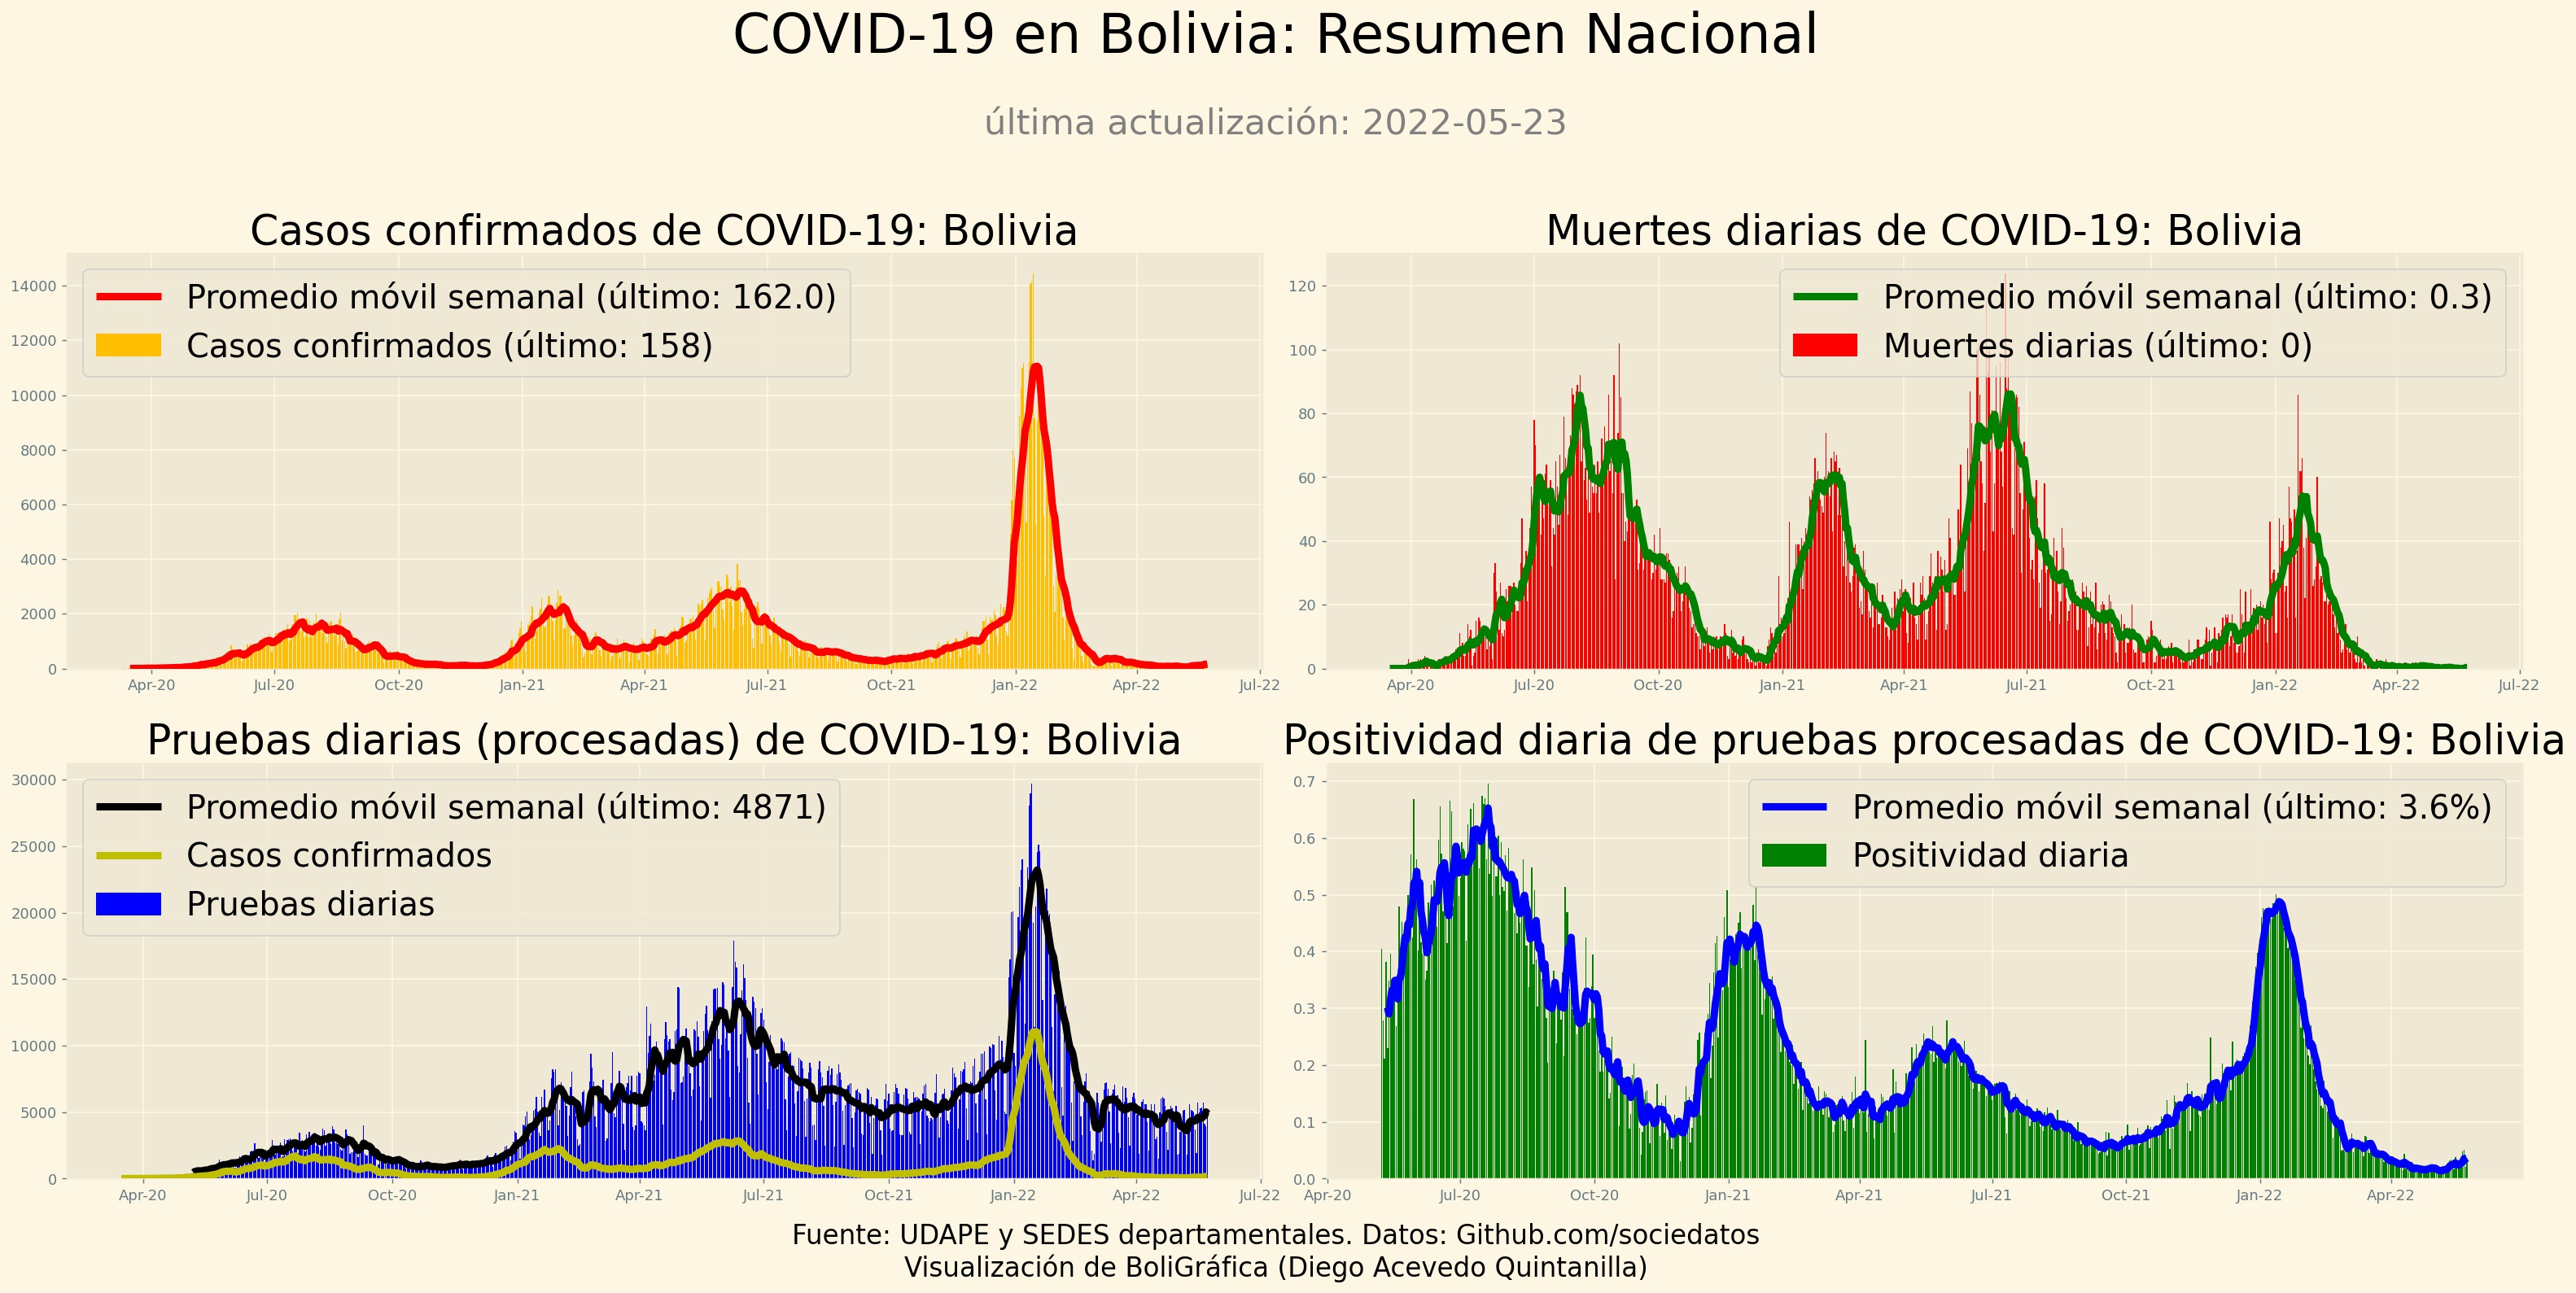 COVID-19 en Bolivia: Resumen Nacional
última actualización: 2022-05-23
Casos confirmados de COVID-19: Bolivia
Promedio móvil semanal (último: 162.0)
Casos confirmados (último: 158)
14000
12000
10000
8000
6000
4000
2000
0
Apr-20 Jul-20 Oct-20 Jan-21 Apr-21 Jul-21 Oct-21 Jan-22 Apr-22 Jul-22
Muertes diarias de COVID-19: Bolivia
Promedio móvil semanal (último: 0.3)
Muertes diarias (último: 0)
120
100
80
60
40
20
0
Apr-20 Jul-20 Oct-20 Jan-21 Apr-21 Jul-21 Oct-21 Jan-22 Apr-22 Jul-22
Pruebas diarias (procesadas) de COVID-19: Bolivia
Promedio móvil semanal (último: 4871)
Casos confirmados
Pruebas diarias
30000
25000
20000
15000
10000
5000
0
Apr-20 Jul-20 Oct-20 Jan-21 Apr-21 Jul-21 Oct-21 Jan-22 Apr-22 Jul-22
Positividad diaria de pruebas procesadas de COVID-19: Bolivia
Promedio móvil semanal (último: 3.6%)
Positividad diaria
0.7
0.6
0.5
0.4
0.3
0.2
0.1
0.0
Apr-20 Jul-20 Oct-20 Jan-21 Apr-21 Jul-21 Oct-21 Jan-22 Apr-22
Fuente: UDAPE y SEDES departamentales. Datos: Github.com/sociedatos
Visualización de BoliGráfica (Diego Acevedo Quintanilla)